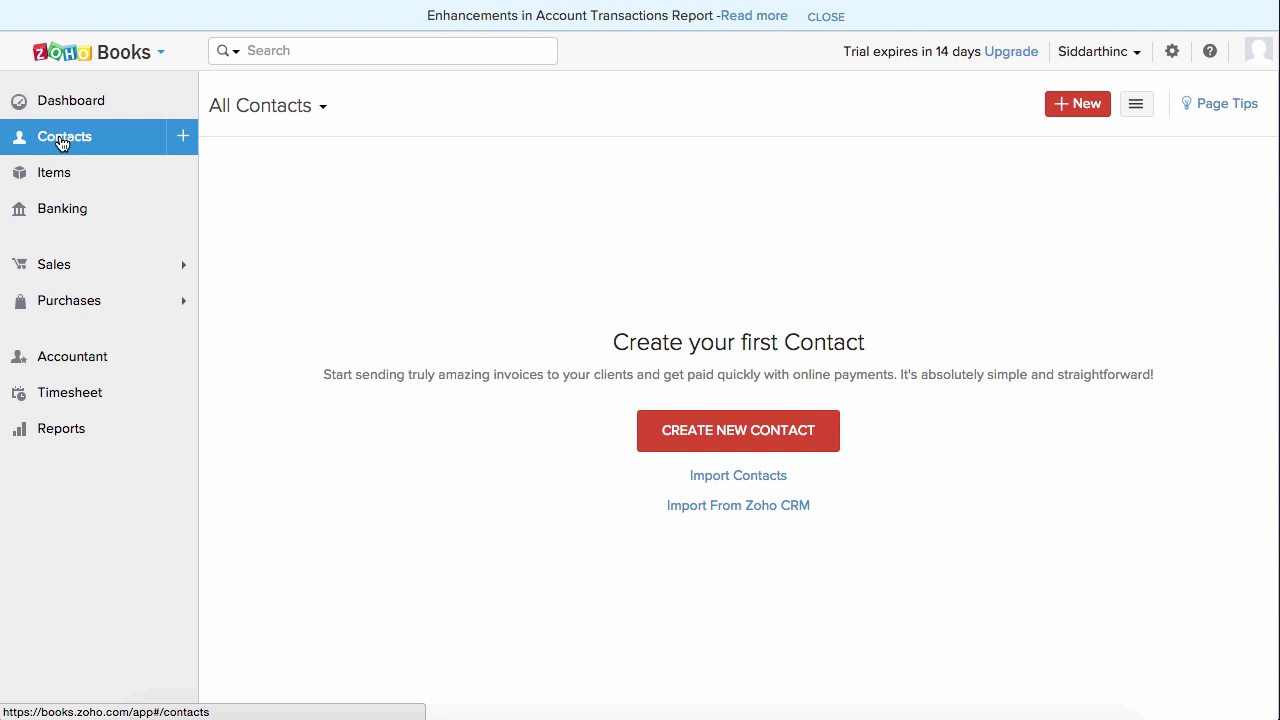 Enhancements in Account Transactions Report -Read more CLOSE
ZOHO Books
Search
Trial expires in 14 days Upgrade
Siddarthinc
Dashboard
Contacts
Items
Banking
Sales
Purchases
Accountant
Timesheet
Reports
All Contacts
New
Page Tips
Create your first Contact
Start sending truly amazing invoices to your clients and get paid quickly with online payments. It's absolutely simple and straightforward!
CREATE NEW CONTACT
Import Contacts
Import From Zoho CRM
https://books.zoho.com/app#/contacts